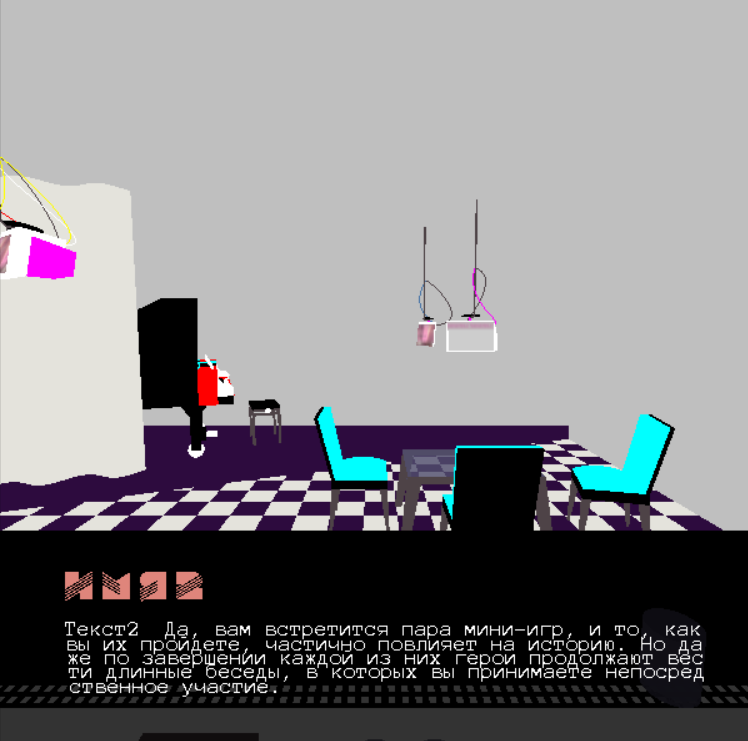 ИМЯ2
Текст2 Да, вам встретится пара мини-игр, и то, как
вы их пройдете, частично повлияет на историю. Но да
же по завершении каждой из них герои продолжают вес
ти длинные беседы, в которых вы принимаете непосред
ственное участие.